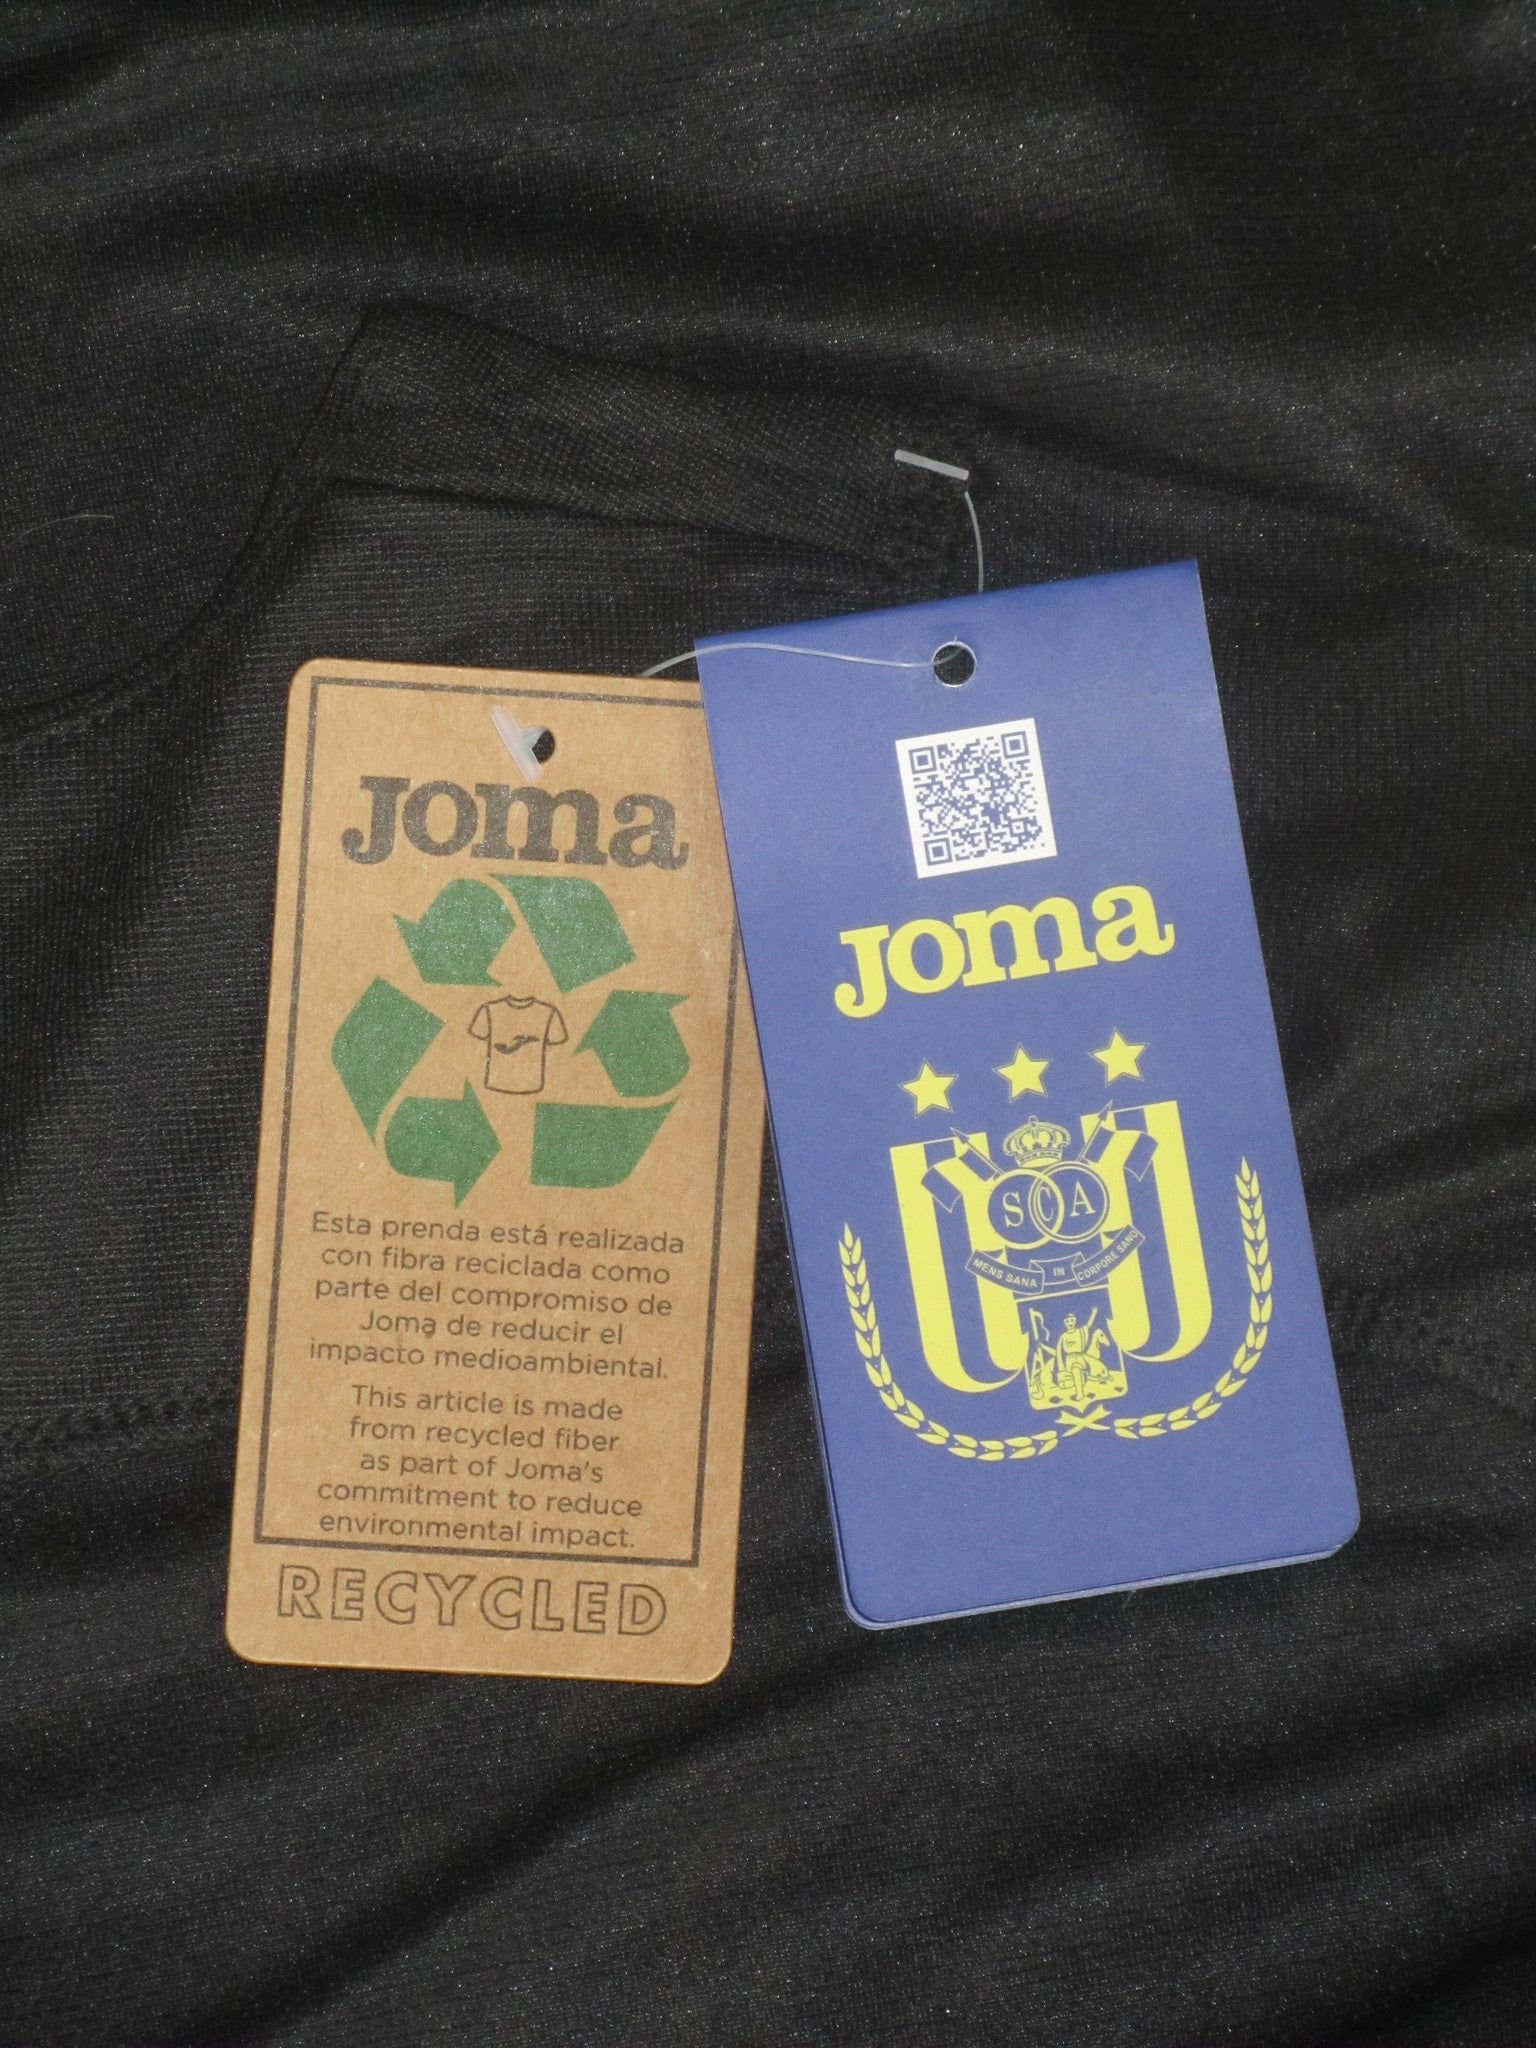 Joma
Esta prenda está realizada
con fibra reciclada como
parte del compromiso de
Joma de reducir el
impacto medioambiental.
This article is made
from recycled fiber
as part of Joma's
commitment to reduce
environmental impact.
RECYCLED
Joma
SCA
MENS SANA IN CORPORE SANO